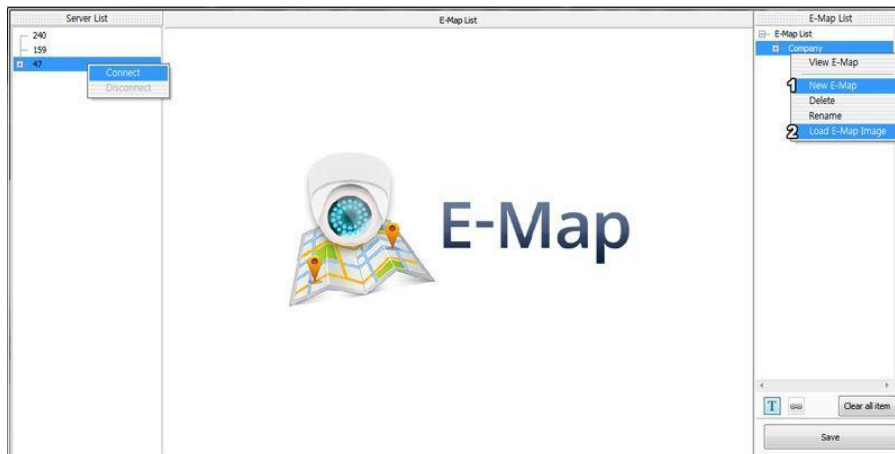 Server List
240
159
47
Connect
Disconnect
E-Map List
E-Map
E-Map List
E-Map List
Company
View E-Map
1 New E-Map
Delete
Rename
2 Load E-Map Image
T
Clear all item
Save